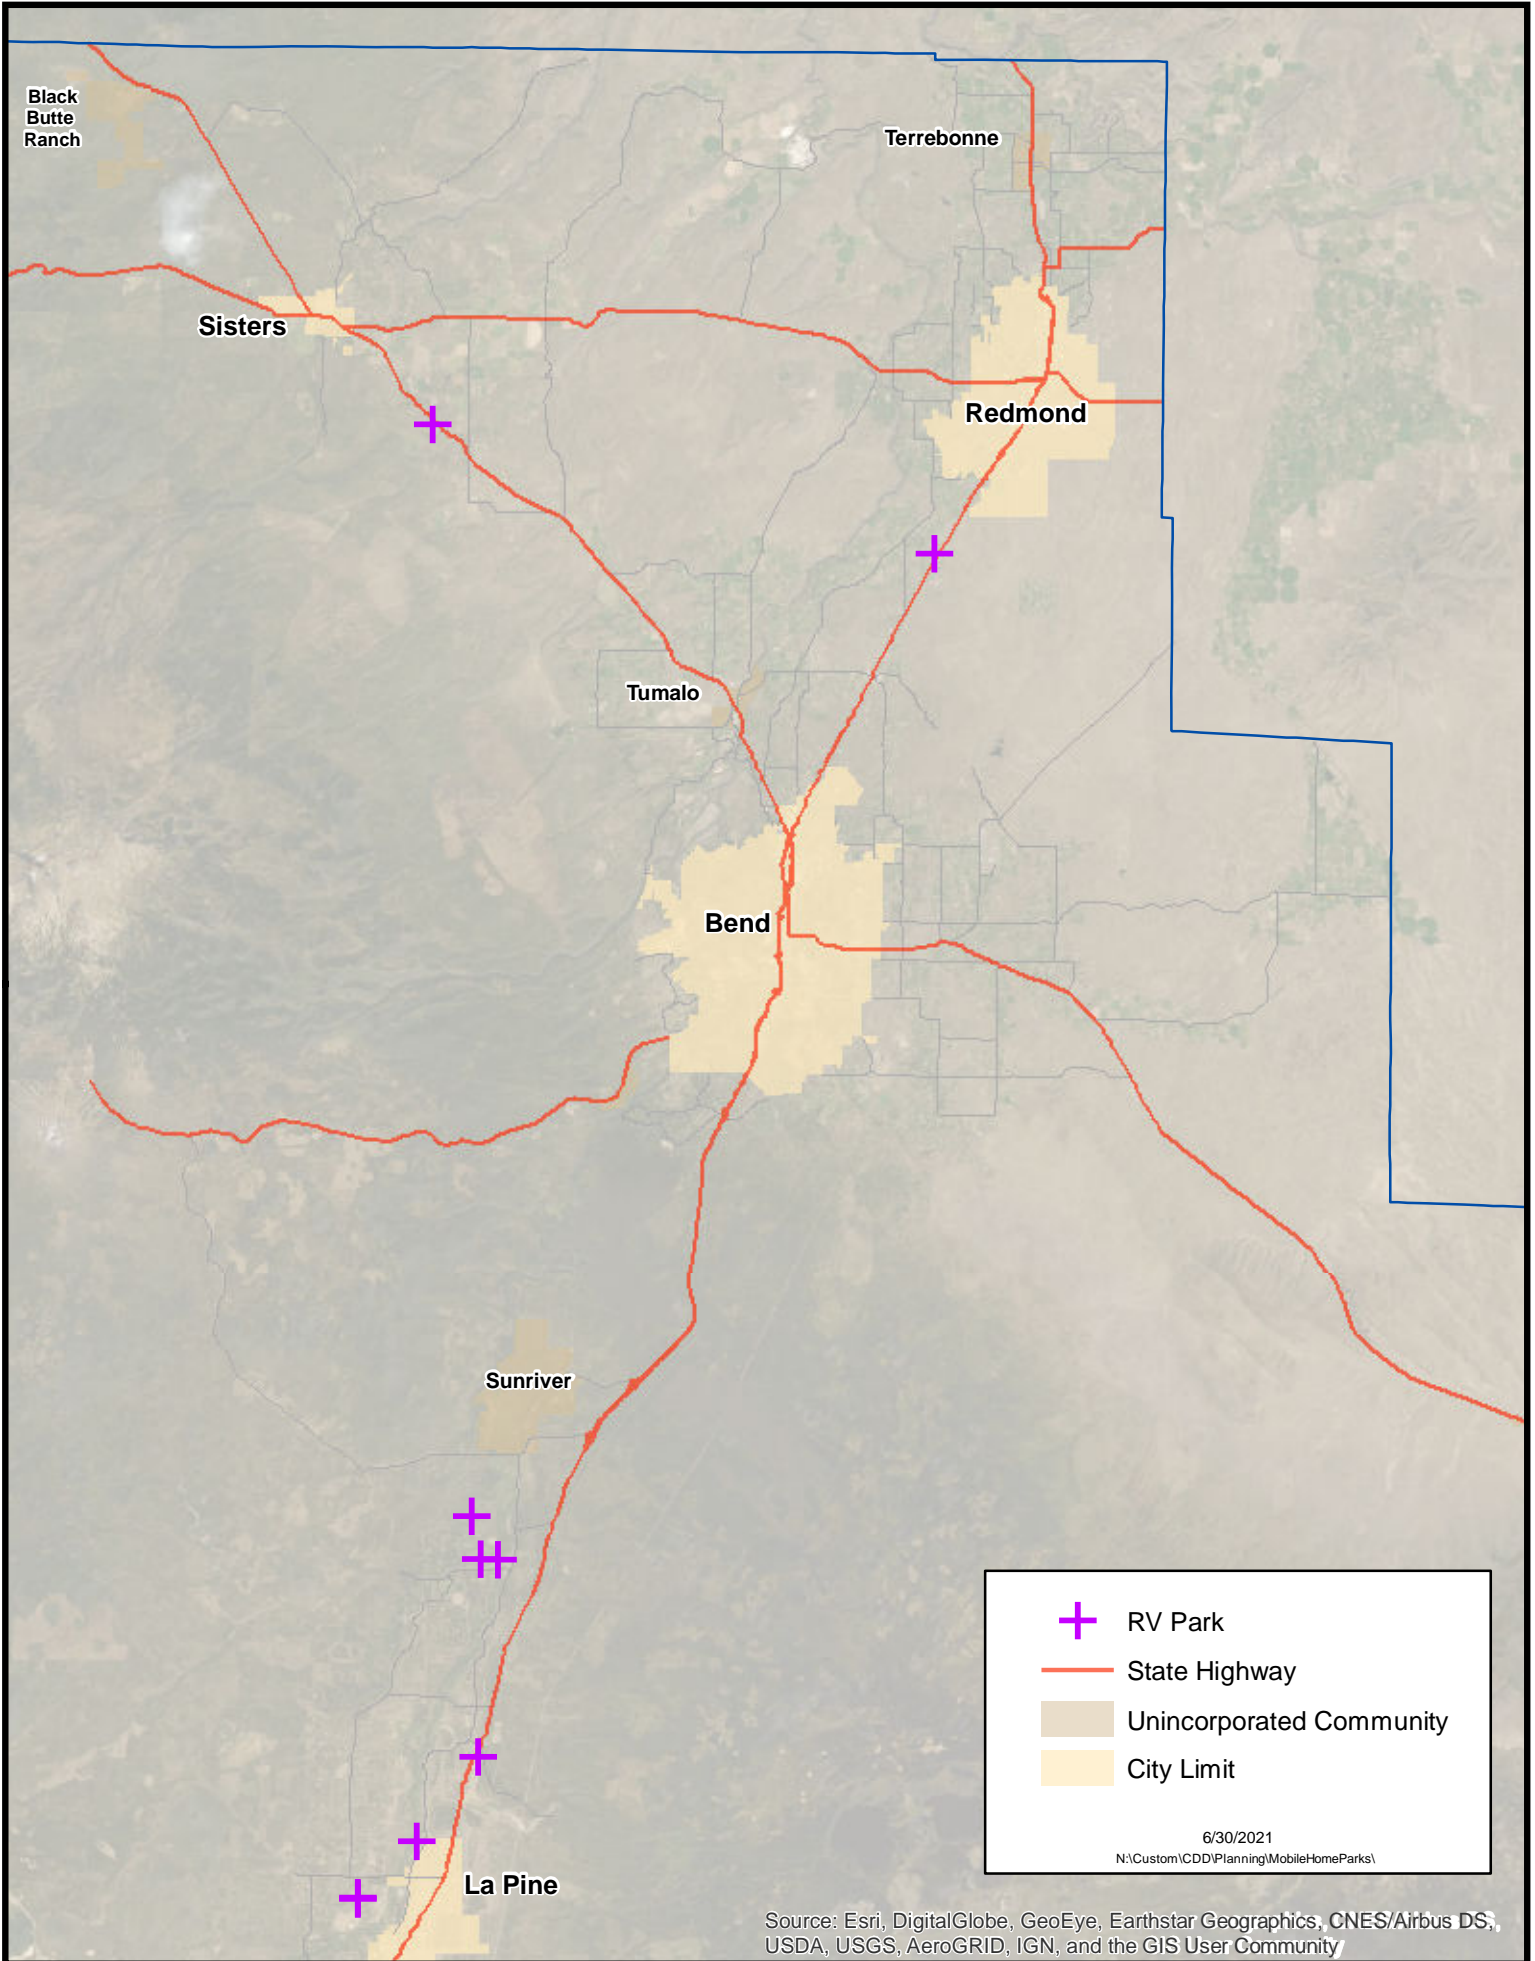 Black
Butte
Ranch
Terrebonne
Sisters
Redmond
Tumalo
Bend
Sunriver
RV Park
State Highway
Unincorporated Community
City Limit
6/30/2021
N:\Custom\CDD\Planning\MobileHomeParks\
La Pine
Source: Esri, DigitalGlobe, GeoEye, Earthstar Geographics, CNES/Airbus DS,
USDA, USGS, AeroGRID, IGN, and the GIS User Community